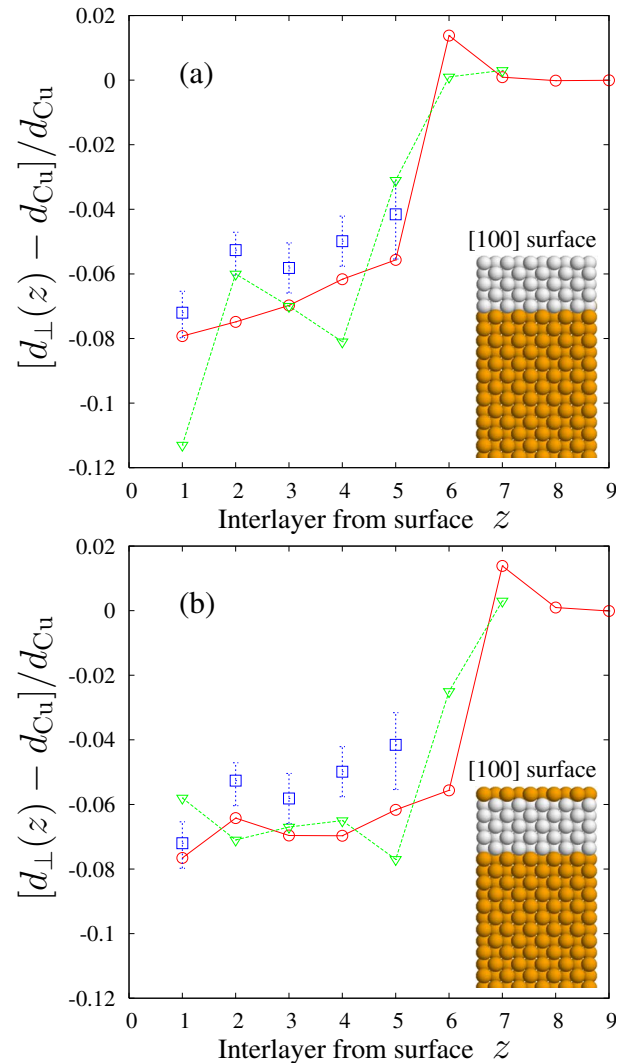 0.02
(a)
0
-0.02
-0.04
-0.06
-0.08
-0.1
-0.12
[d⊥(z) − dCu]/dCu
[100] surface
0 1 2 3 4 5 6 7 8 9
Interlayer from surface z
0.02
(b)
0
-0.02
-0.04
-0.06
-0.08
-0.1
-0.12
[d⊥(z) − dCu]/dCu
[100] surface
0 1 2 3 4 5 6 7 8 9
Interlayer from surface z